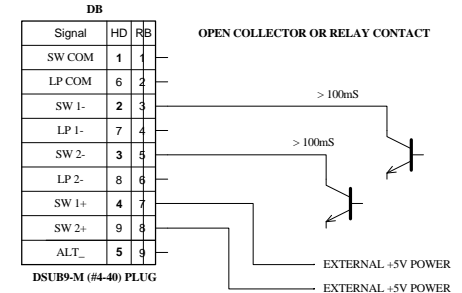 DB
Signal HD RB OPEN COLLECTOR OR RELAY CONTACT
SW COM 1 1
LP COM 6 2
> 100mS
SW 1- 2 3
LP 1- 7 4
> 100mS
SW 2- 3 5
LP 2- 8 6
SW 1+ 4 7
SW 2+ 9 8
ALT_ 5 9
EXTERNAL +5V POWER
DSUB9-M (#4-40) PLUG
EXTERNAL +5V POWER